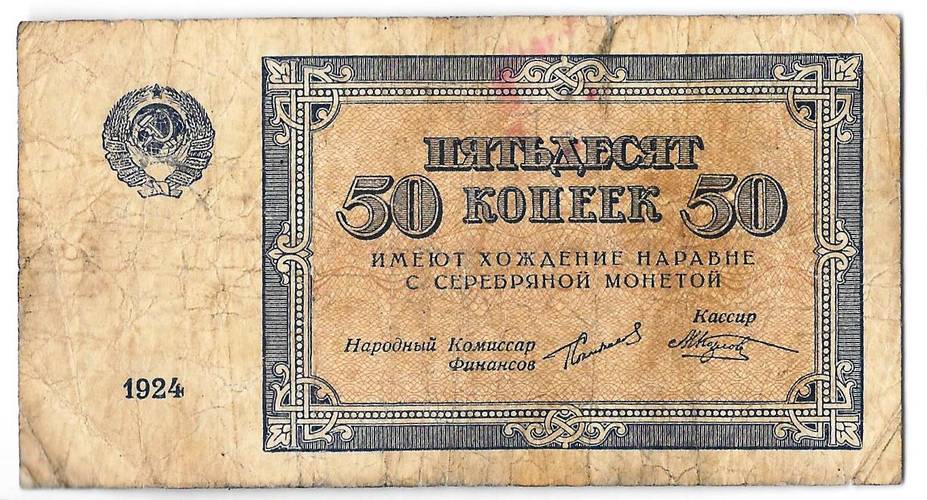 ПЯТЬДЕСЯТ
50 КОПЕЕК 50
ИМЕЮТ ХОЖДЕНИЕ НАРАВНЕ
С СЕРЕБРЯНОЙ МОНЕТОЙ
Кассир
Народный Комиссар
Финансов
1924